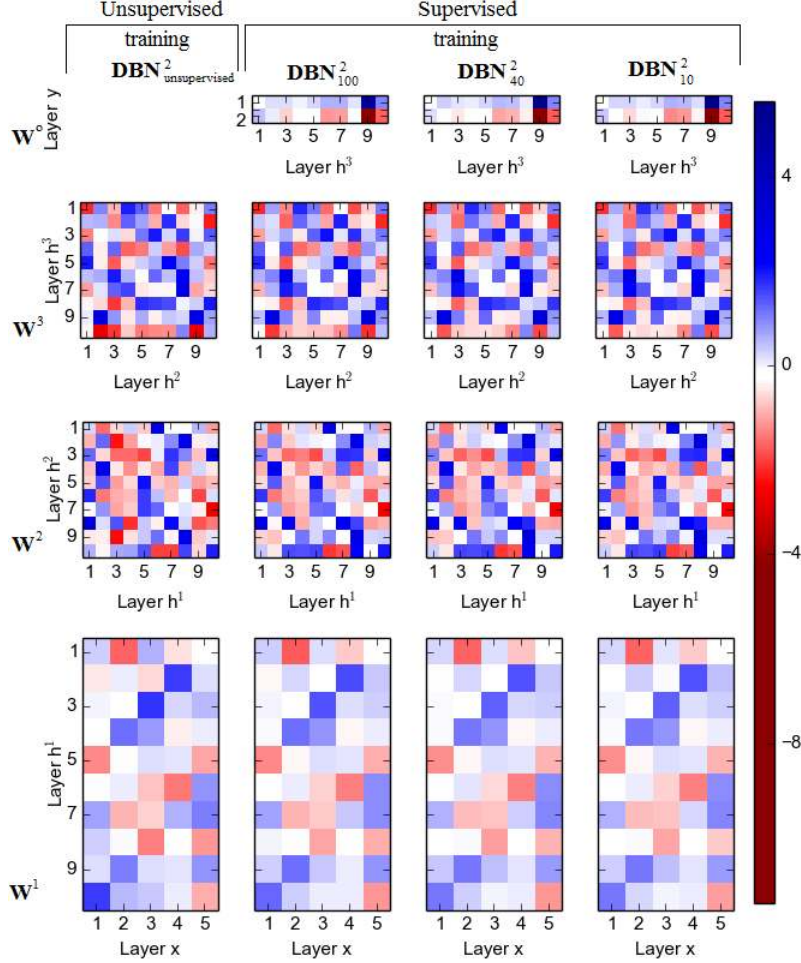 Unsupervised Supervised
training training
DBN²unsupervised DBN²100 DBN²40 DBN²10
W° Layer y 1 2
1 3 5 7 9 1 3 5 7 9 1 3 5 7 9
Layer h³ Layer h³ Layer h³
W³ Layer h³ 1 3 5 7 9
1 3 5 7 9 1 3 5 7 9 1 3 5 7 9 1 3 5 7 9
Layer h² Layer h² Layer h² Layer h²
W² Layer h² 1 3 5 7 9
1 3 5 7 9 1 3 5 7 9 1 3 5 7 9 1 3 5 7 9
Layer h¹ Layer h¹ Layer h¹ Layer h¹
W¹ Layer h¹ 1 3 5 7 9
1 2 3 4 5 1 2 3 4 5 1 2 3 4 5 1 2 3 4 5
Layer x Layer x Layer x Layer x
4
0
−4
−8